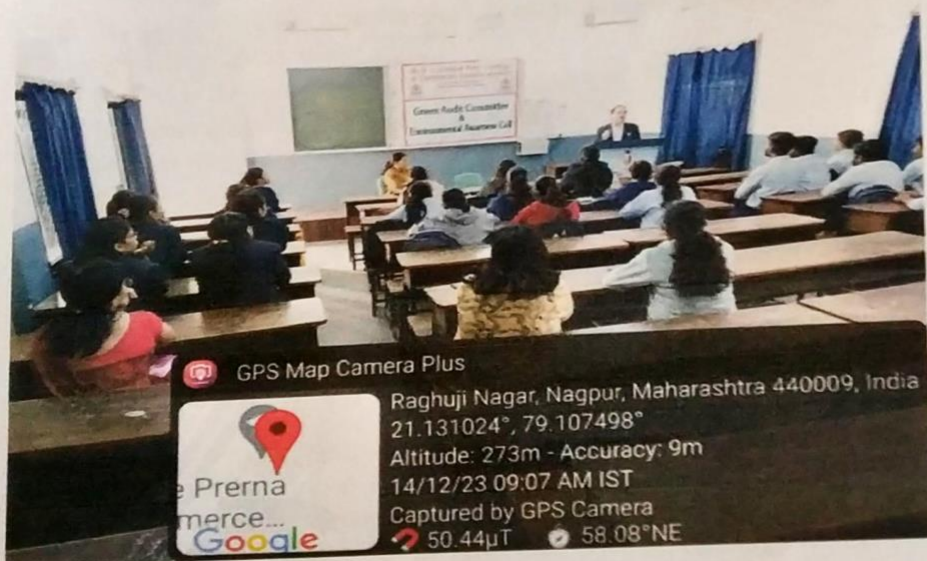 Green Audit Committee
&
Environmental Awareness Cell
GPS Map Camera Plus
Raghuji Nagar, Nagpur, Maharashtra 440009, India
21.131024°, 79.107498°
Altitude: 273m - Accuracy: 9m
14/12/23 09:07 AM IST
Captured by GPS Camera
50.44µT 58.08°NE
e Prerna
merce...
Google